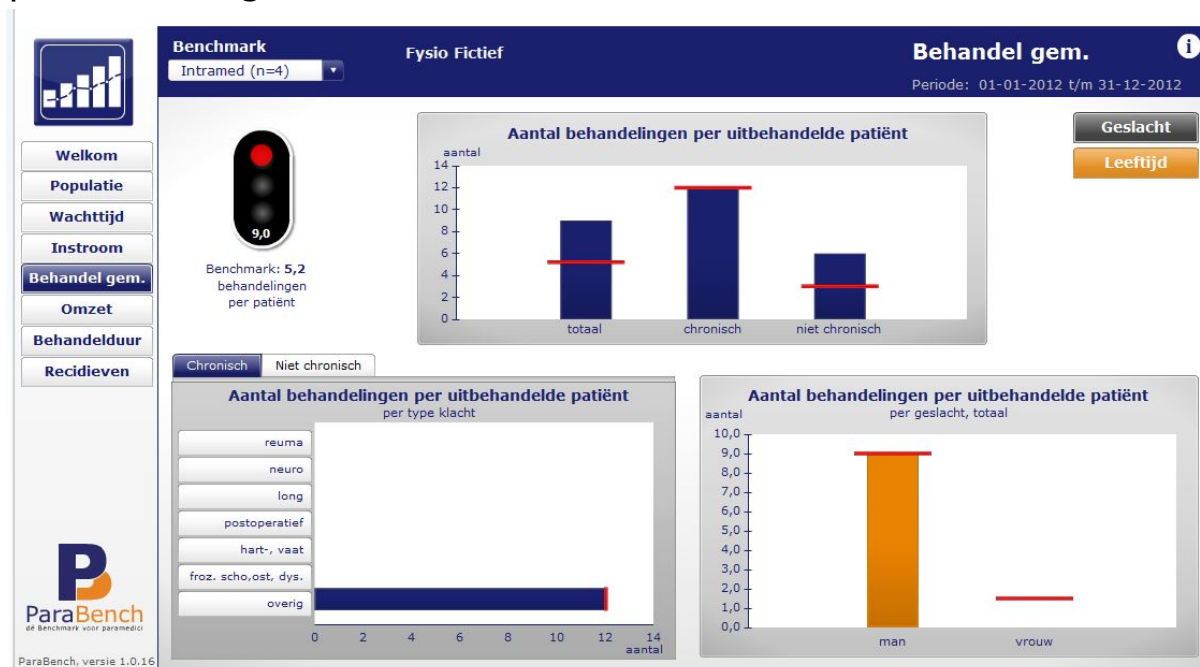 Benchmark
Intramed (n=4)
Fysio Fictief
Behandel gem.
i
Periode: 01-01-2012 t/m 31-12-2012
Welkom
Populatie
Wachttijd
Instroom
Behandel gem.
Omzet
Behandelduur
Recidieven
9,0
Benchmark: 5,2
behandelingen
per patiënt
Aantal behandelingen per uitbehandelde patiënt
aantal
14
12
10
8
6
4
2
0
totaal chronisch niet chronisch
Geslacht
Leeftijd
Chronisch Niet chronisch
Aantal behandelingen per uitbehandelde patiënt
per type klacht
reuma
neuro
long
postoperatief
hart-, vaat
froz. scho,ost, dys.
overig
0 2 4 6 8 10 12 14
aantal
Aantal behandelingen per uitbehandelde patiënt
per geslacht, totaal
aantal
10,0
9,0
8,0
7,0
6,0
5,0
4,0
3,0
2,0
1,0
0,0
man vrouw
ParaBench
dé Benchmark voor paramedici
ParaBench, versie 1.0.16